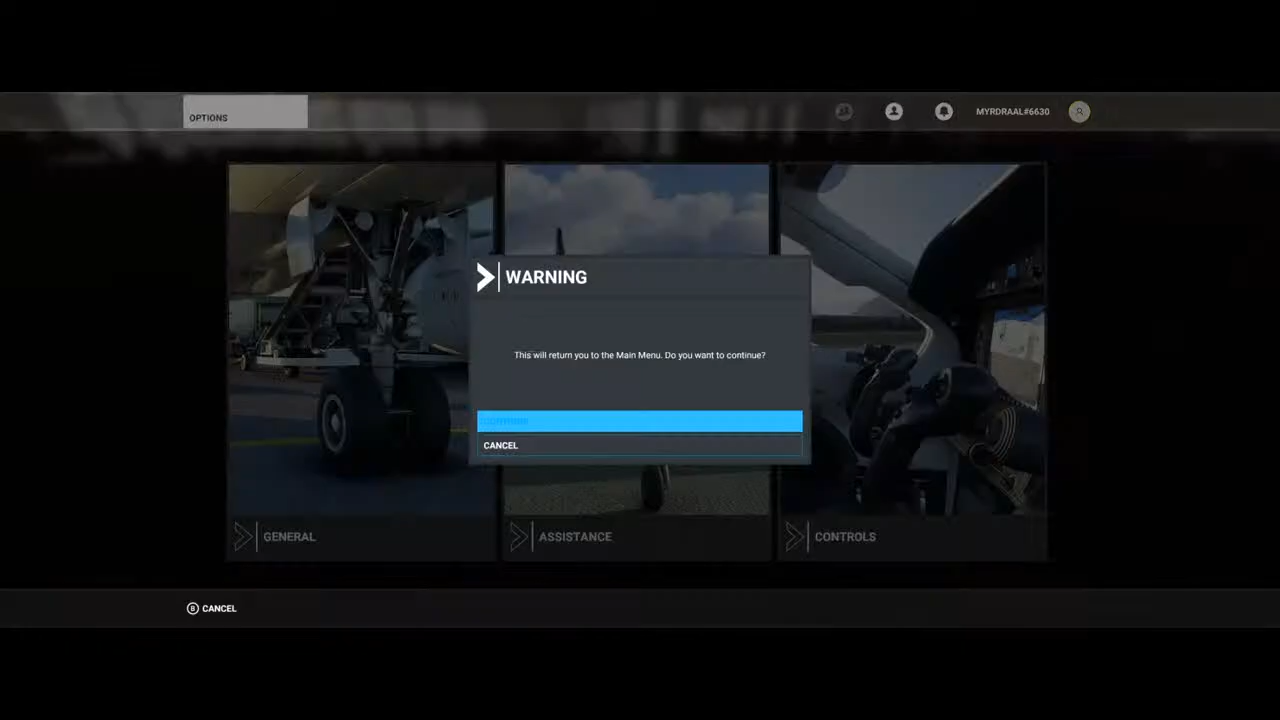 OPTIONS
MYRDRAAL#6630
WARNING
This will return you to the Main Menu. Do you want to continue?
CANCEL
GENERAL
ASSISTANCE
CONTROLS
B CANCEL